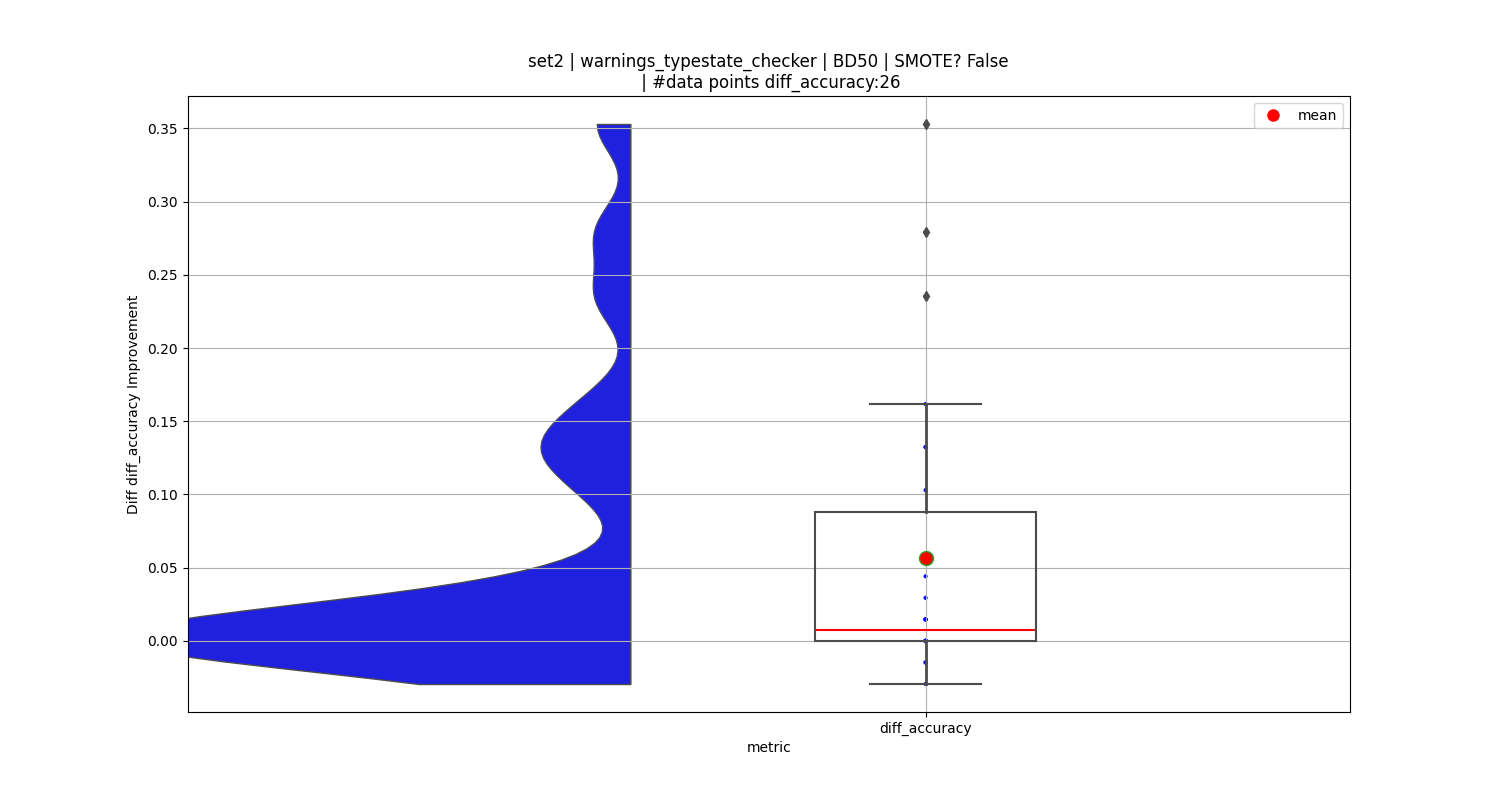 set2 | warnings_typestate_checker | BD50 | SMOTE? False
| #data points diff_accuracy:26
mean
0.35
0.30
0.25
0.20
0.15
0.10
0.05
0.00
Diff diff_accuracy Improvement
diff_accuracy
metric